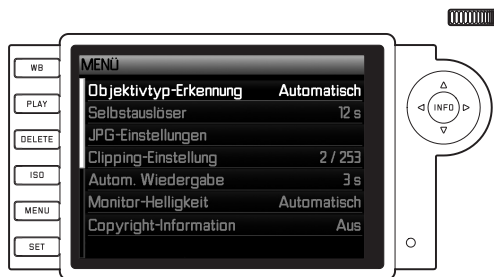 WB
PLAY
DELETE
ISO
MENU
SET
MENÜ
Objektivtyp-Erkennung Automatisch
Selbstauslöser 12 s
JPG-Einstellungen
Clipping-Einstellung 2 / 253
Autom. Wiedergabe 3 s
Monitor-Helligkeit Automatisch
Copyright-Information Aus
INFO